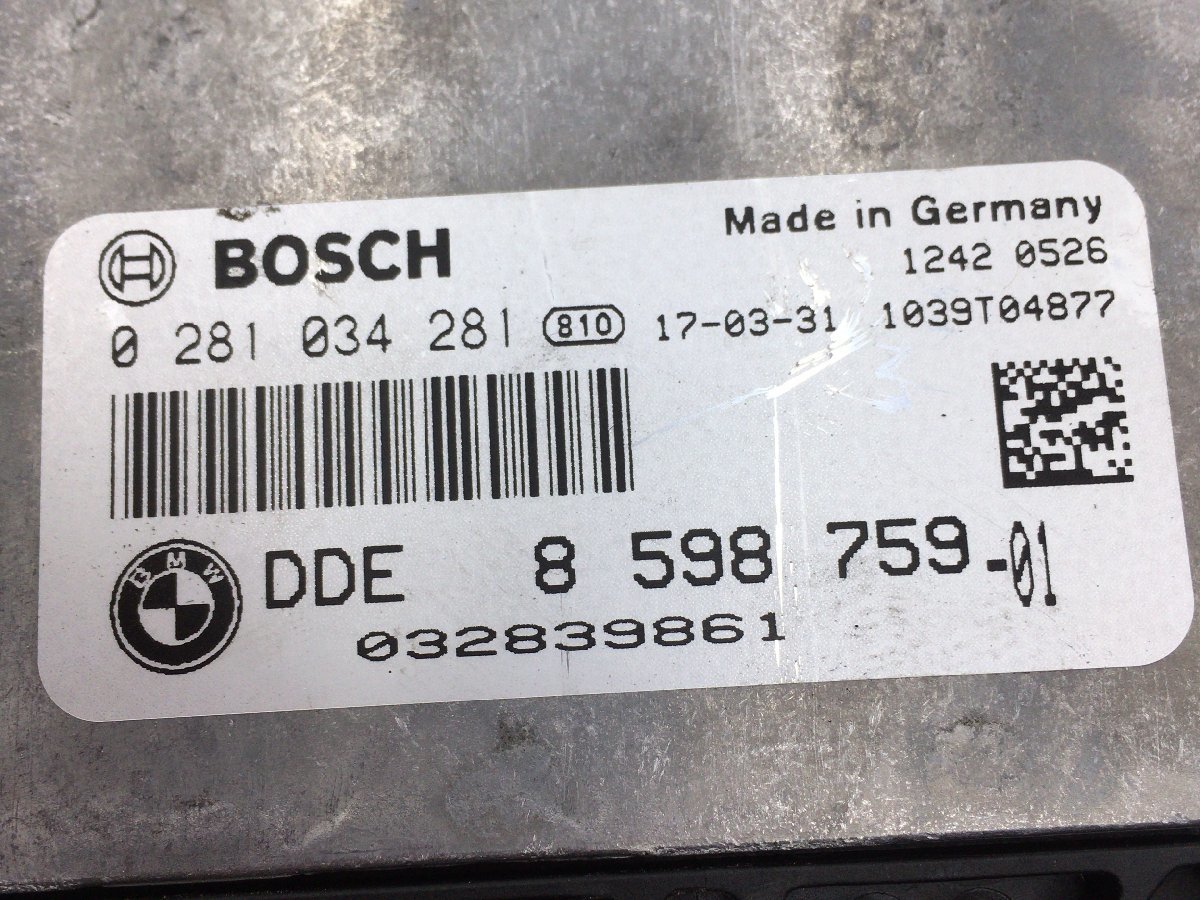 BOSCH
Made in Germany
1242 0526
0 281 034 281 810 17-03-31 1039T04877
BMW DDE 8 598 759-01
032839861